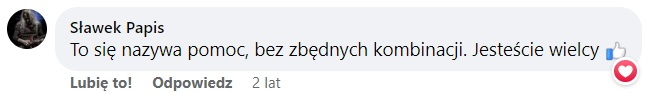 Sławek Papis
To się nazywa pomoc, bez zbędnych kombinacji. Jesteście wielcy 👍
Lubię to! Odpowiedz 2 lat